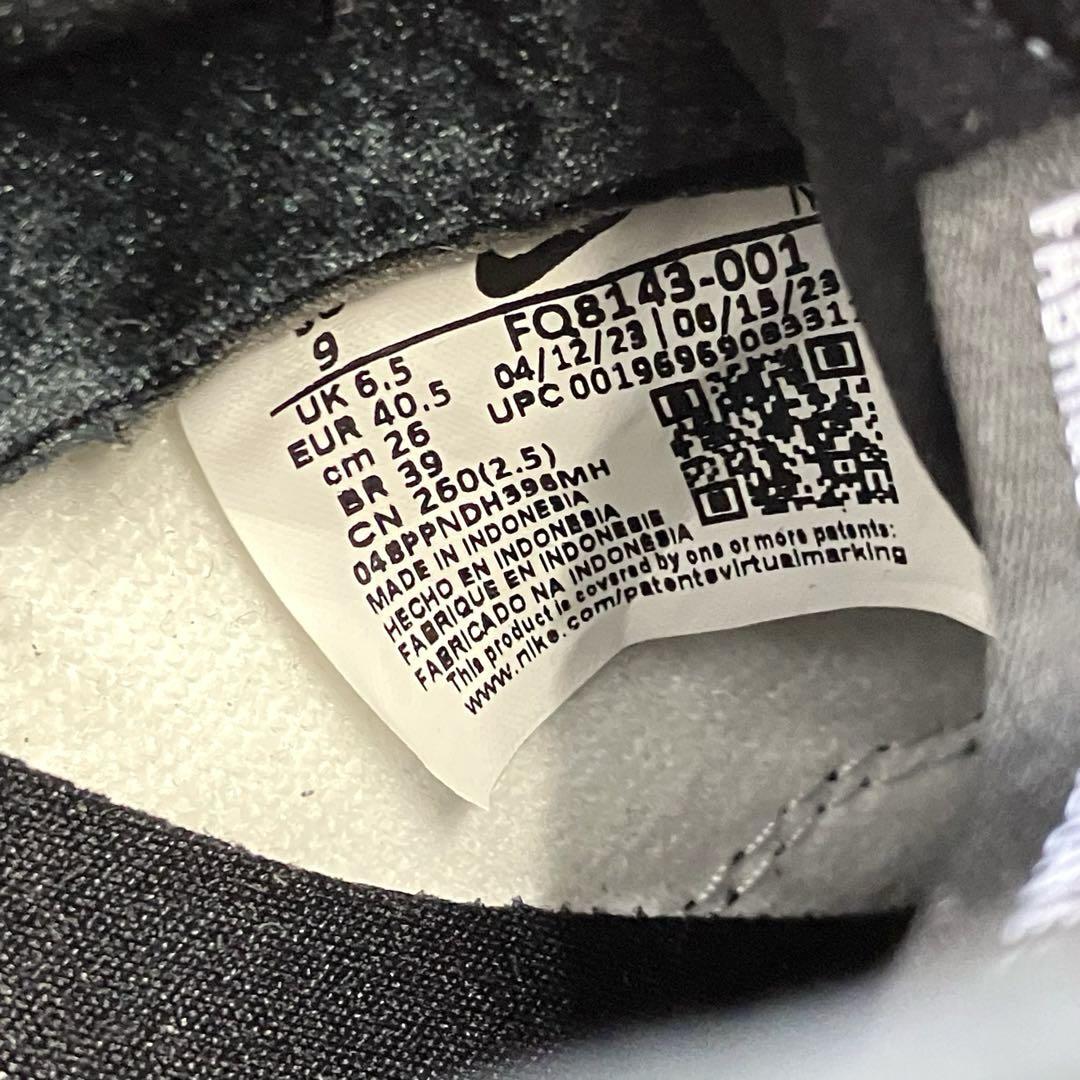 9
UK 6.5
EUR 40.5
cm 26
BR 39
CN 260(2.5)
FQ8143-001
04/12/23 | 06/15/23
UPC 00196969083311
04BPPNDH396MH
MADE IN INDONESIA
HECHO EN INDONESIA
FABRIQUE EN INDONESIE
FABRICADO NA INDONÉSIA
This product is covered by one or more patents:
www.nike.com/patentsvirtualmarking